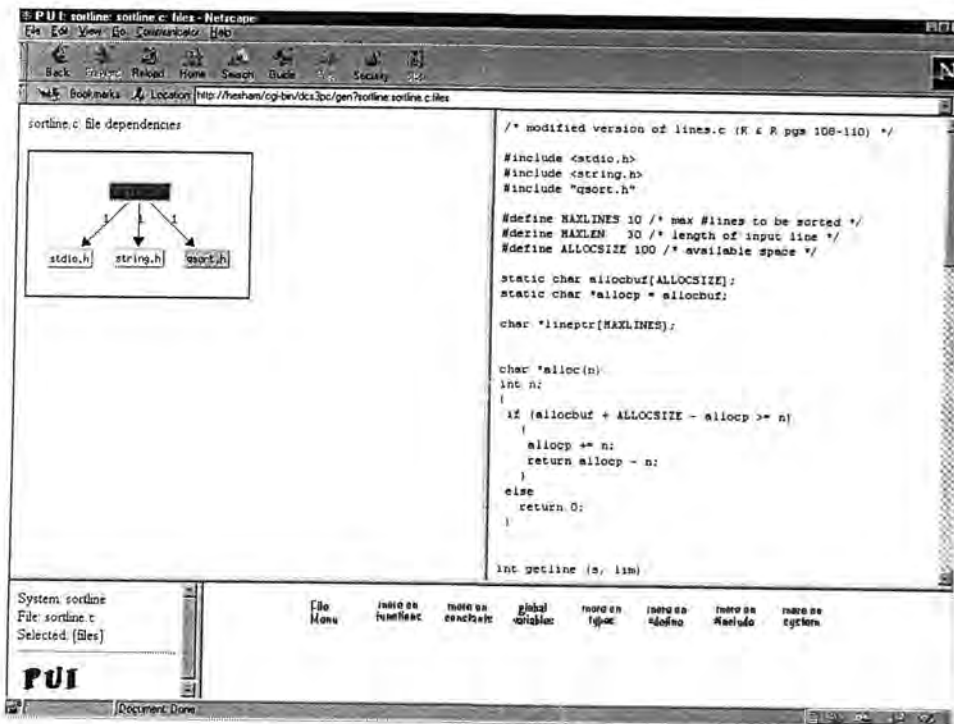 P U I: sortline: sortline.c: files - Netscape
File Edit View Go Communicator Help
Back Forward Reload Home Search Guide Security
Bookmarks Location: http://hexham/cgi-bin/dcs3pc/gen?sortline:sortline.c:files
sortline.c: file dependencies
1 1 1
stdio.h string.h qsort.h
/* modified version of lines.c (K & R pgs 108-110) */
#include <stdio.h>
#include <string.h>
#include "qsort.h"
#define MAXLINES 10 /* max #lines to be sorted */
#define MAXLEN 30 /* length of input line */
#define ALLOCSIZE 100 /* available space */
static char allocbuf[ALLOCSIZE];
static char *allocp = allocbuf;
char *lineptr[MAXLINES];
char *alloc(n)
int n;
{
if (allocbuf + ALLOCSIZE - allocp >= n)
{
allocp += n;
return allocp - n;
}
else
return 0;
}
int getline (s, lim)
System: sortline
File: sortline.c
Selected: [files]
PUI
File Menu
more on functions
more on constants
global variables
more on types
more on #define
more on #include
more on system
Document: Done